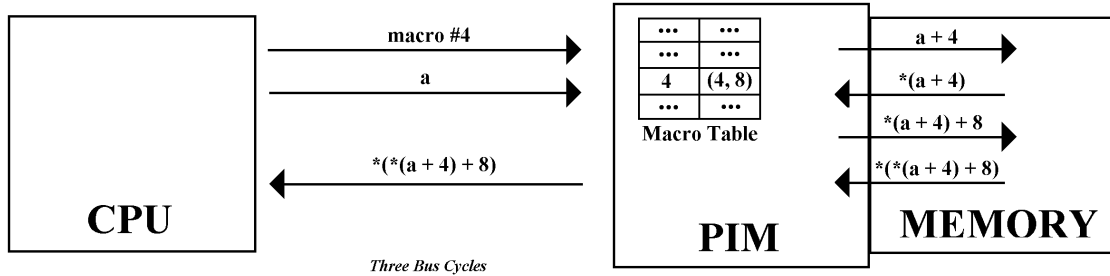 macro #4
a
*(*(a + 4) + 8)
CPU
Three Bus Cycles
... ...
... ...
4 (4, 8)
... ...
Macro Table
PIM
a + 4
*(a + 4)
*(a + 4) + 8
*(*(a + 4) + 8)
MEMORY